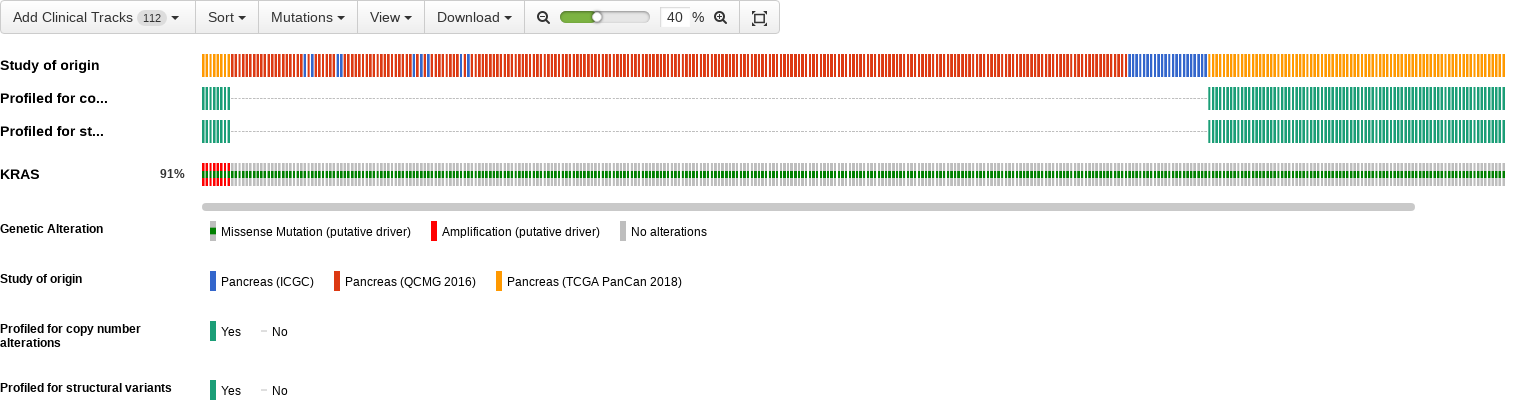 Add Clinical Tracks 112 Sort Mutations View Download 40 %
Study of origin
Profiled for co...
Profiled for st...
KRAS 91%
Genetic Alteration Missense Mutation (putative driver) Amplification (putative driver) No alterations
Study of origin Pancreas (ICGC) Pancreas (QCMG 2016) Pancreas (TCGA PanCan 2018)
Profiled for copy number
alterations
Yes No
Profiled for structural variants Yes No